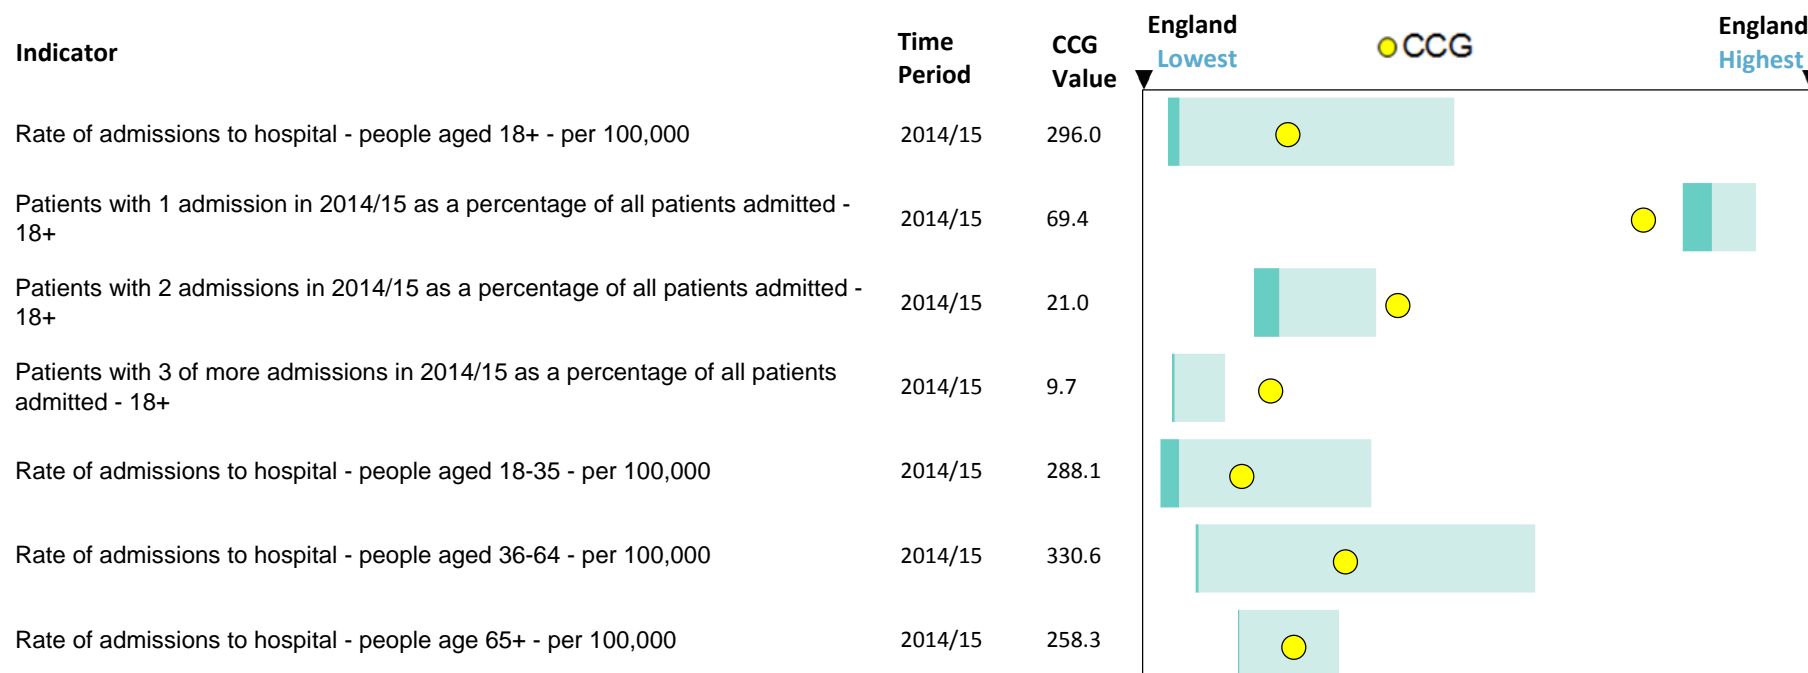 Indicator
Time Period
CCG Value
England Lowest
CCG
England Highest
Rate of admissions to hospital - people aged 18+ - per 100,000 2014/15 296.0
Patients with 1 admission in 2014/15 as a percentage of all patients admitted -
18+
2014/15 69.4
Patients with 2 admissions in 2014/15 as a percentage of all patients admitted -
18+
2014/15 21.0
Patients with 3 of more admissions in 2014/15 as a percentage of all patients
admitted - 18+
2014/15 9.7
Rate of admissions to hospital - people aged 18-35 - per 100,000 2014/15 288.1
Rate of admissions to hospital - people aged 36-64 - per 100,000 2014/15 330.6
Rate of admissions to hospital - people age 65+ - per 100,000 2014/15 258.3